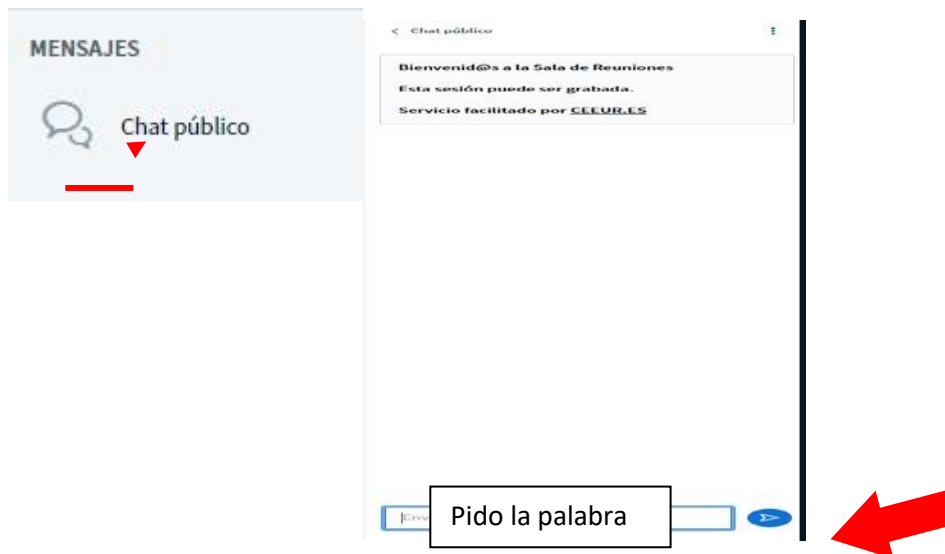 MENSAJES
Chat público
< Chat público
Bienvenid@s a la Sala de Reuniones
Esta sesión puede ser grabada.
Servicio facilitado por CEEUR.ES
Env
Pido la palabra